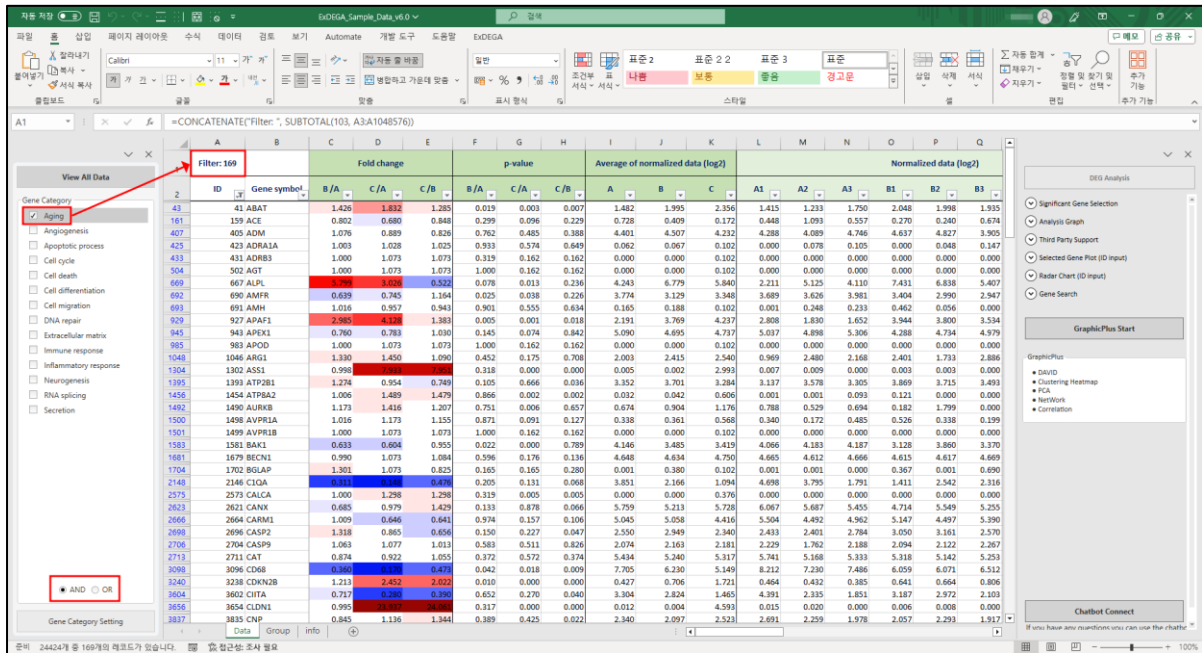 자동 저장 ExDEGA_Sample_Data_v6.0 검색
파일 홈 삽입 페이지 레이아웃 수식 데이터 검토 보기 Automate 개발 도구 도움말 ExDEGA 메모 공유
붙여넣기 잘라내기 복사 서식 복사 Calibri 11 자동 줄 바꿈 병합하고 가운데 맞춤 일반 조건부 서식 표 서식 표준 2 표준 2 2 표준 3 표준 나쁨 보통 좋음 경고문 삽입 삭제 서식 자동 합계 채우기 지우기 정렬 및 필터 찾기 및 선택 추가 기능
클립보드 글꼴 맞춤 표시 형식 스타일 셀 편집 추가 기능
A1 =CONCATENATE("Filter: ", SUBTOTAL(103, A3:A1048576))
View All Data
Gene Category
Aging
Angiogenesis
Apoptotic process
Cell cycle
Cell death
Cell differentiation
Cell migration
DNA repair
Extracellular matrix
Immune response
Inflammatory response
Neurogenesis
RNA splicing
Secretion
AND OR
Gene Category Setting
A B C D E F G H I J K L M N O P Q
1 Filter: 169 Fold change p-value Average of normalized data (log2) Normalized data (log2)
2 ID Gene symbol B/A C/A C/B B/A C/A C/B A B C A1 A2 A3 B1 B2 B3
43 41 ABAT 1.426 1.832 1.285 0.019 0.003 0.007 1.482 1.995 2.356 1.415 1.233 1.750 2.048 1.998 1.935
161 159 ACE 0.802 0.680 0.848 0.299 0.096 0.229 0.728 0.409 0.172 0.448 1.093 0.557 0.270 0.240 0.674
407 405 ADM 1.076 0.889 0.826 0.762 0.485 0.388 4.401 4.507 4.232 4.288 4.089 4.746 4.637 4.827 3.905
425 423 ADRA1A 1.003 1.028 1.025 0.933 0.574 0.649 0.062 0.067 0.102 0.000 0.078 0.105 0.000 0.048 0.147
433 431 ADRB3 1.000 1.073 1.073 0.319 0.162 0.162 0.000 0.000 0.102 0.000 0.000 0.000 0.000 0.000 0.000
504 502 AGT 1.000 1.073 1.073 1.000 0.162 0.162 0.000 0.000 0.102 0.000 0.000 0.000 0.000 0.000 0.000
669 667 ALPL 5.799 3.026 0.522 0.078 0.013 0.236 4.243 6.779 5.840 2.211 5.125 4.110 7.431 6.838 5.407
692 690 AMFR 0.639 0.745 1.164 0.025 0.038 0.226 3.774 3.129 3.348 3.689 3.626 3.981 3.404 2.990 2.947
693 691 AMH 1.016 0.957 0.943 0.901 0.555 0.634 0.165 0.188 0.102 0.001 0.248 0.233 0.462 0.056 0.000
929 927 APAF1 2.985 4.128 1.383 0.005 0.001 0.018 2.191 3.769 4.237 2.808 1.830 1.652 3.944 3.800 3.534
945 943 APEX1 0.760 0.783 1.030 0.145 0.074 0.842 5.090 4.695 4.737 5.037 4.898 5.306 4.288 4.734 4.979
985 983 APOD 1.000 1.073 1.073 1.000 0.162 0.162 0.000 0.000 0.102 0.000 0.000 0.000 0.000 0.000 0.000
1048 1046 ARG1 1.330 1.450 1.090 0.452 0.175 0.708 2.003 2.415 2.540 0.969 2.480 2.168 2.401 1.733 2.886
1304 1302 ASS1 0.998 7.933 7.951 0.318 0.000 0.000 0.005 0.002 2.993 0.007 0.009 0.000 0.003 0.003 0.000
1395 1393 ATP2B1 1.274 0.954 0.749 0.105 0.666 0.036 3.352 3.701 3.284 3.137 3.578 3.305 3.869 3.715 3.493
1456 1454 ATP8A2 1.006 1.489 1.479 0.866 0.002 0.002 0.032 0.042 0.606 0.001 0.001 0.093 0.121 0.000 0.000
1492 1490 AURKB 1.173 1.416 1.207 0.751 0.006 0.657 0.674 0.904 1.176 0.788 0.529 0.694 0.182 1.799 0.000
1500 1498 AVPR1A 1.016 1.173 1.155 0.871 0.091 0.127 0.338 0.361 0.568 0.340 0.172 0.485 0.526 0.338 0.199
1501 1499 AVPR1B 1.000 1.073 1.073 1.000 0.162 0.162 0.000 0.000 0.102 0.000 0.000 0.000 0.000 0.000 0.000
1583 1581 BAK1 0.633 0.604 0.955 0.022 0.000 0.789 4.146 3.485 3.419 4.066 4.183 4.187 3.128 3.860 3.370
1681 1679 BECN1 0.990 1.073 1.084 0.596 0.176 0.136 4.648 4.634 4.750 4.665 4.612 4.666 4.615 4.617 4.669
1704 1702 BGLAP 1.301 1.073 0.825 0.165 0.165 0.280 0.001 0.380 0.102 0.001 0.001 0.000 0.367 0.001 0.690
2148 2146 C1QA 0.311 0.148 0.476 0.205 0.131 0.068 3.851 2.166 1.094 4.698 3.795 1.791 1.411 2.542 2.316
2575 2573 CALCA 1.000 1.298 1.298 0.319 0.005 0.005 0.000 0.000 0.376 0.000 0.000 0.000 0.000 0.000 0.000
2623 2621 CANX 0.685 0.979 1.429 0.133 0.878 0.066 5.759 5.213 5.728 6.067 5.687 5.455 4.714 5.549 5.255
2666 2664 CARM1 1.009 0.646 0.641 0.974 0.157 0.106 5.045 5.058 4.416 5.504 4.492 4.962 5.147 4.497 5.390
2698 2696 CASP2 1.318 0.865 0.656 0.150 0.227 0.047 2.550 2.949 2.340 2.433 2.401 2.784 3.050 3.161 2.570
2706 2704 CASP9 1.063 1.077 1.013 0.583 0.511 0.826 2.074 2.163 2.181 2.229 1.762 2.188 2.094 2.122 2.267
2713 2711 CAT 0.874 0.922 1.055 0.372 0.572 0.374 5.434 5.240 5.317 5.741 5.168 5.333 5.318 5.142 5.253
3098 3096 CD68 0.360 0.170 0.473 0.042 0.018 0.009 7.705 6.230 5.149 8.212 7.230 7.486 6.059 6.071 6.512
3240 3238 CDKN2B 1.213 2.452 2.022 0.010 0.000 0.000 0.427 0.706 1.721 0.464 0.432 0.385 0.641 0.664 0.806
3604 3602 CIITA 0.717 0.280 0.390 0.652 0.270 0.040 3.304 2.824 1.465 4.391 2.335 1.851 3.187 2.972 2.103
3656 3654 CLDN1 0.995 0.317 0.000 0.000 0.012 0.004 4.593 0.015 0.020 0.000 0.006 0.008 0.000
3837 3835 CNP 0.845 1.136 1.344 0.389 0.425 0.022 2.340 2.097 2.523 2.691 2.259 1.978 2.057 2.293 1.917
Data Group info
DEG Analysis
Significant Gene Selection
Analysis Graph
Third Party Support
Selected Gene Plot (ID input)
Radar Chart (ID input)
Gene Search
GraphicPlus Start
GraphicPlus
DAVID
Clustering Heatmap
PCA
NetWork
Correlation
Chatbot Connect
If you have any questions you can use the chatbot
준비 24424개 중 169개의 레코드가 있습니다. 접근성: 조사 필요 100%